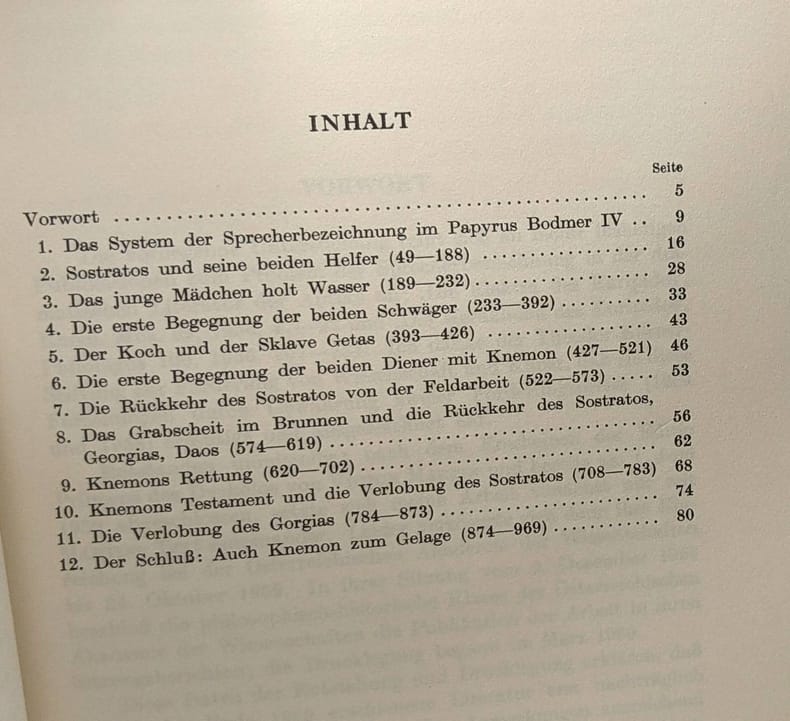 INHALT
Seite
Vorwort ........................................ 5
1. Das System der Sprecherbezeichnung im Papyrus Bodmer IV .. 9
2. Sostratos und seine beiden Helfer (49—188) ................ 16
3. Das junge Mädchen holt Wasser (189—232) ................. 28
4. Die erste Begegnung der beiden Schwäger (233—392) .......... 33
5. Der Koch und der Sklave Getas (393—426) ................ 43
6. Die erste Begegnung der beiden Diener mit Knemon (427—521) 46
7. Die Rückkehr des Sostratos von der Feldarbeit (522—573) ..... 53
8. Das Grabscheit im Brunnen und die Rückkehr des Sostratos,
Georgias, Daos (574—619) .............................. 56
9. Knemons Rettung (620—702) ........................... 62
10. Knemons Testament und die Verlobung des Sostratos (708—783) 68
11. Die Verlobung des Gorgias (784—873) .................... 74
12. Der Schluß: Auch Knemon zum Gelage (874—969) ............ 80